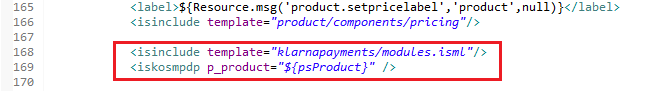 165 <label>${Resource.msg('product.setpricelabel','product',null)}</label>
166 <isinclude template="product/components/pricing"/>
167
168 <isinclude template="klarnapayments/modules.isml"/>
169 <iskosmpdp p_product="${psProduct}" />
170